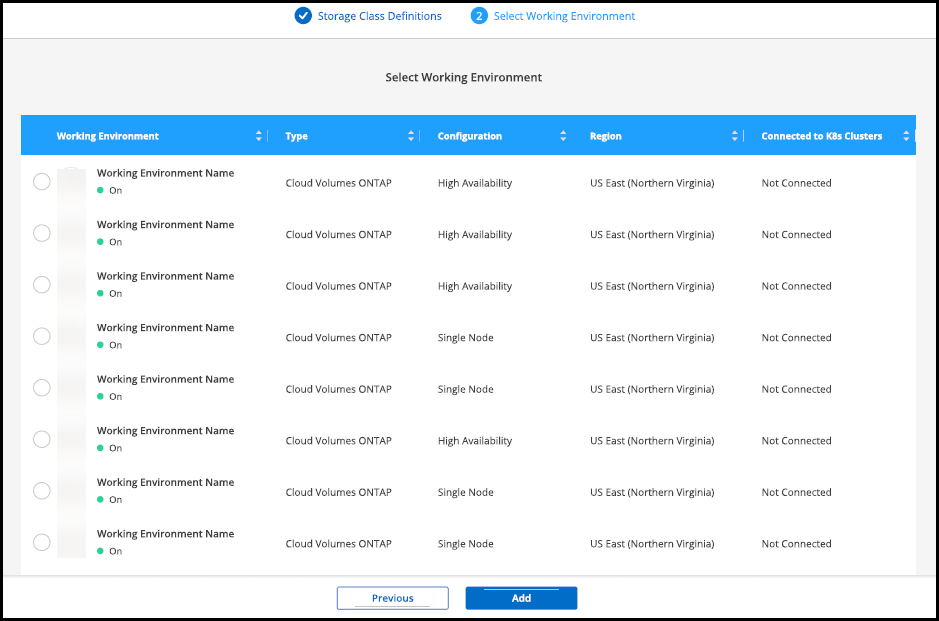 Storage Class Definitions 2 Select Working Environment
Select Working Environment
Working Environment Type Configuration Region Connected to K8s Clusters
Working Environment Name
On Cloud Volumes ONTAP High Availability US East (Northern Virginia) Not Connected
Working Environment Name
On Cloud Volumes ONTAP High Availability US East (Northern Virginia) Not Connected
Working Environment Name
On Cloud Volumes ONTAP High Availability US East (Northern Virginia) Not Connected
Working Environment Name
On Cloud Volumes ONTAP Single Node US East (Northern Virginia) Not Connected
Working Environment Name
On Cloud Volumes ONTAP Single Node US East (Northern Virginia) Not Connected
Working Environment Name
On Cloud Volumes ONTAP High Availability US East (Northern Virginia) Not Connected
Working Environment Name
On Cloud Volumes ONTAP Single Node US East (Northern Virginia) Not Connected
Working Environment Name
On Cloud Volumes ONTAP Single Node US East (Northern Virginia) Not Connected
Previous Add